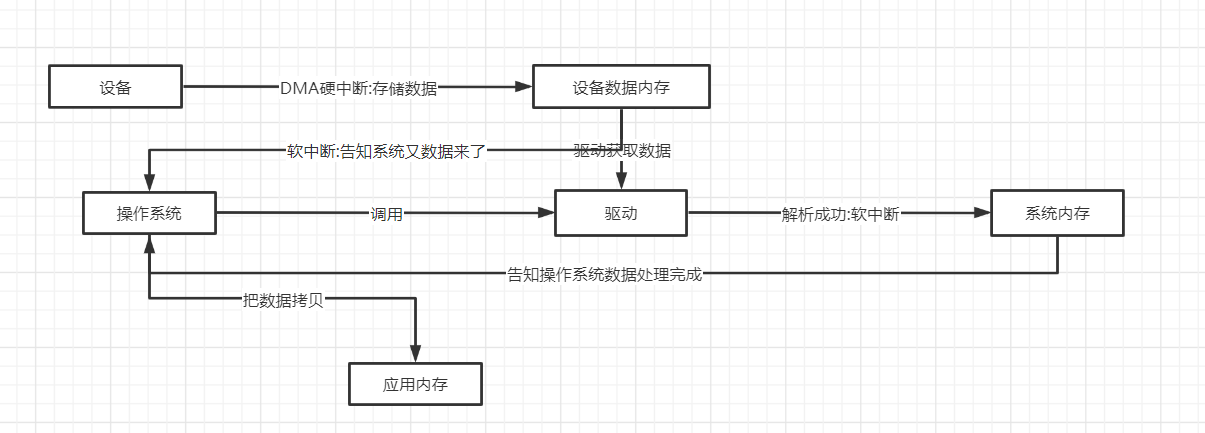 设备
DMA硬中断:存储数据
设备数据内存
软中断:告知系统又数据来了
驱动获取数据
操作系统
调用
驱动
解析成功:软中断
系统内存
告知操作系统数据处理完成
把数据拷贝
应用内存